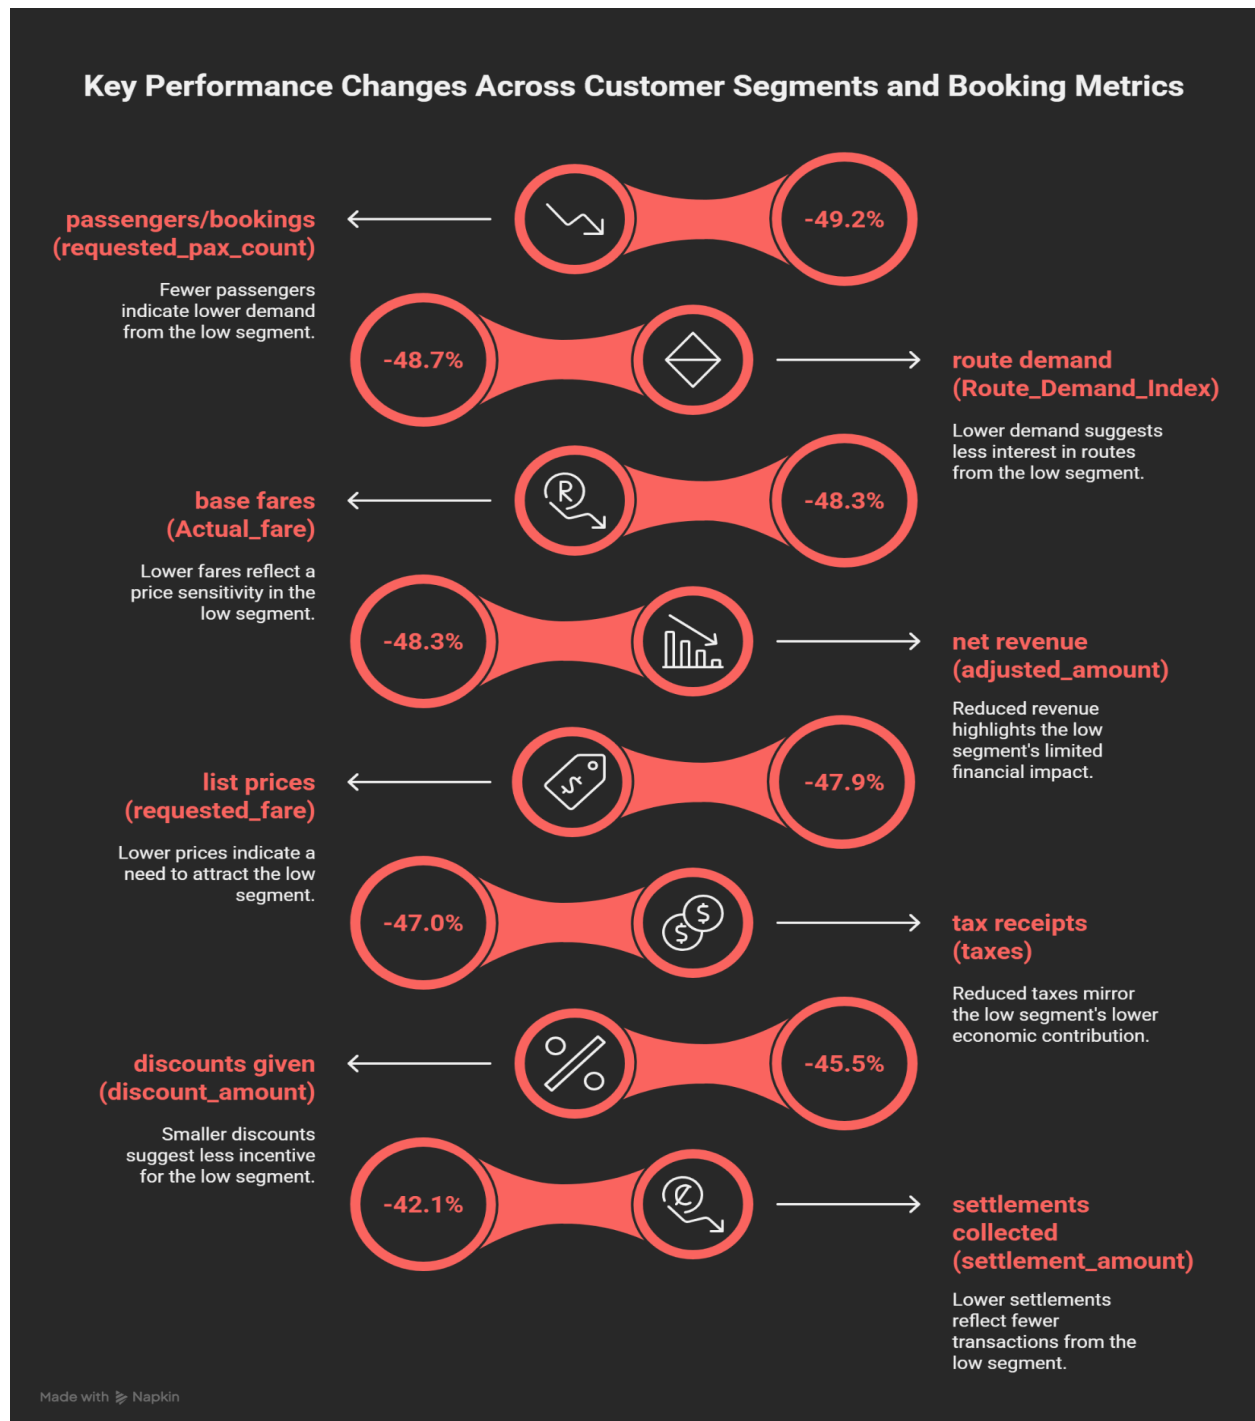 Key Performance Changes Across Customer Segments and Booking Metrics
passengers/bookings
(requested_pax_count)
Fewer passengers
indicate lower demand
from the low segment.
-49.2%
-48.7%
route demand
(Route_Demand_Index)
Lower demand suggests
less interest in routes
from the low segment.
base fares
(Actual_fare)
Lower fares reflect a
price sensitivity in the
low segment.
R
-48.3%
-48.3%
net revenue
(adjusted_amount)
Reduced revenue
highlights the low
segment's limited
financial impact.
list prices
(requested_fare)
Lower prices indicate a
need to attract the low
segment.
$
-47.9%
-47.0%
$
$
tax receipts
(taxes)
Reduced taxes mirror
the low segment's lower
economic contribution.
discounts given
(discount_amount)
Smaller discounts
suggest less incentive
for the low segment.
-45.5%
-42.1%
settlements
collected
(settlement_amount)
Lower settlements
reflect fewer
transactions from the
low segment.
Made with Napkin